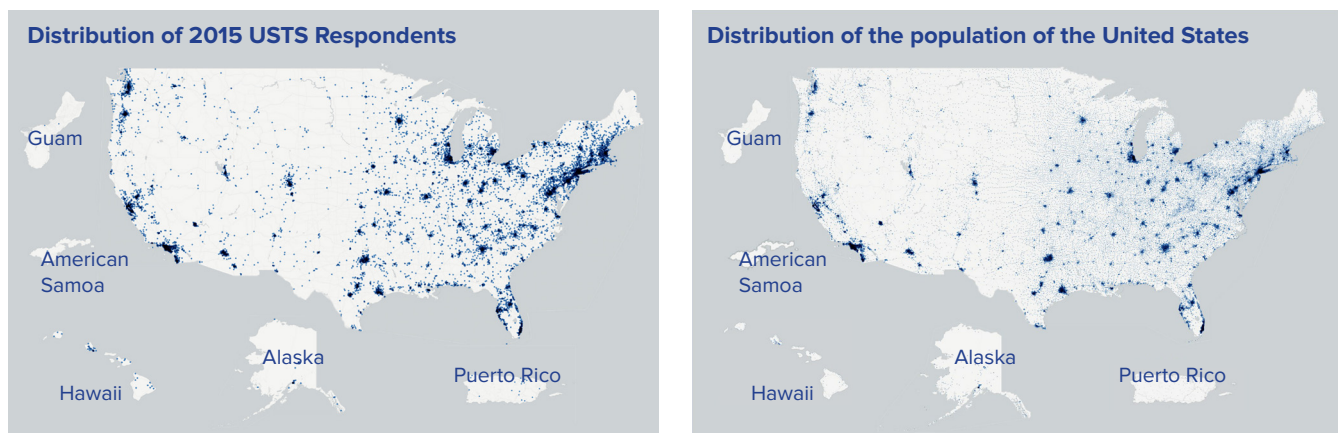 Distribution of 2015 USTS Respondents
Guam
American
Samoa
Hawaii
Alaska
Puerto Rico
Distribution of the population of the United States
Guam
American
Samoa
Hawaii
Alaska
Puerto Rico